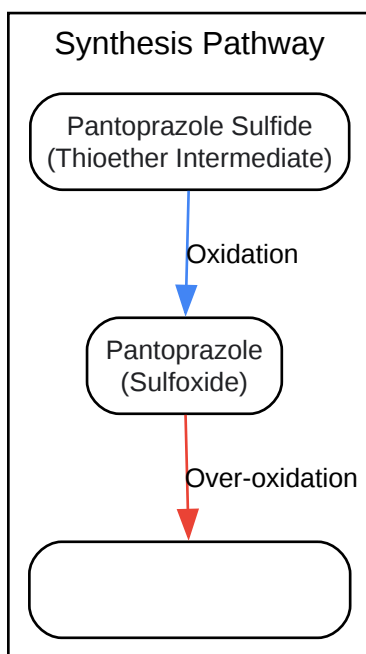 Synthesis Pathway
Pantoprazole Sulfide
(Thioether Intermediate)
Oxidation
Pantoprazole
(Sulfoxide)
Over-oxidation